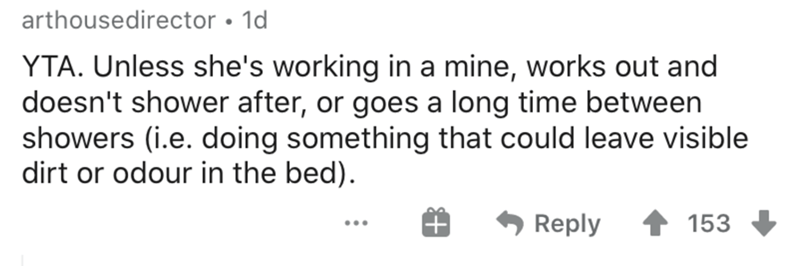 arthousedirector • 1d
YTA. Unless she's working in a mine, works out and
doesn't shower after, or goes a long time between
showers (i.e. doing something that could leave visible
dirt or odour in the bed).
... Reply 153